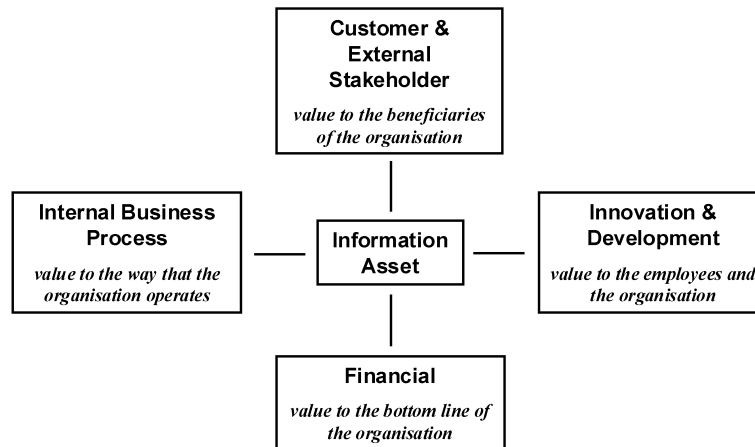 Customer &
External
Stakeholder
value to the beneficiaries
of the organisation
Internal Business
Process
value to the way that the
organisation operates
Information
Asset
Innovation &
Development
value to the employees and
the organisation
Financial
value to the bottom line of
the organisation